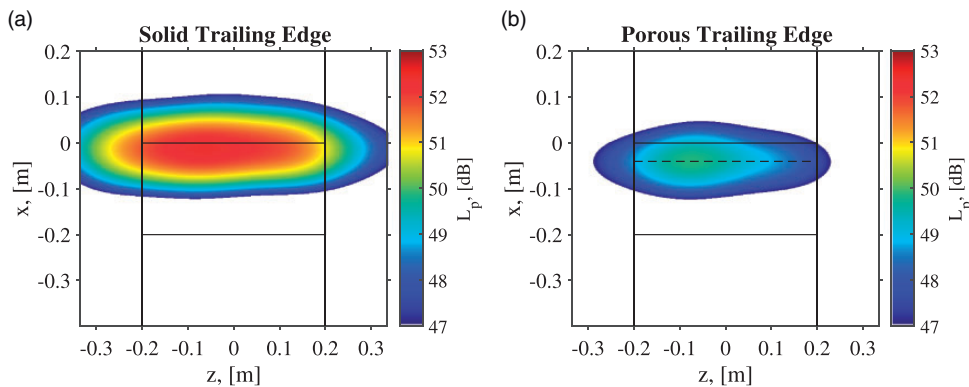 (a)
Solid Trailing Edge
0.2
0.1
0
-0.1
-0.2
-0.3
x, [m]
-0.3 -0.2 -0.1 0 0.1 0.2 0.3
z, [m]
53
52
51
50
49
48
47
L_p, [dB]
(b)
Porous Trailing Edge
0.2
0.1
0
-0.1
-0.2
-0.3
x, [m]
-0.3 -0.2 -0.1 0 0.1 0.2 0.3
z, [m]
53
52
51
50
49
48
47
L_p, [dB]